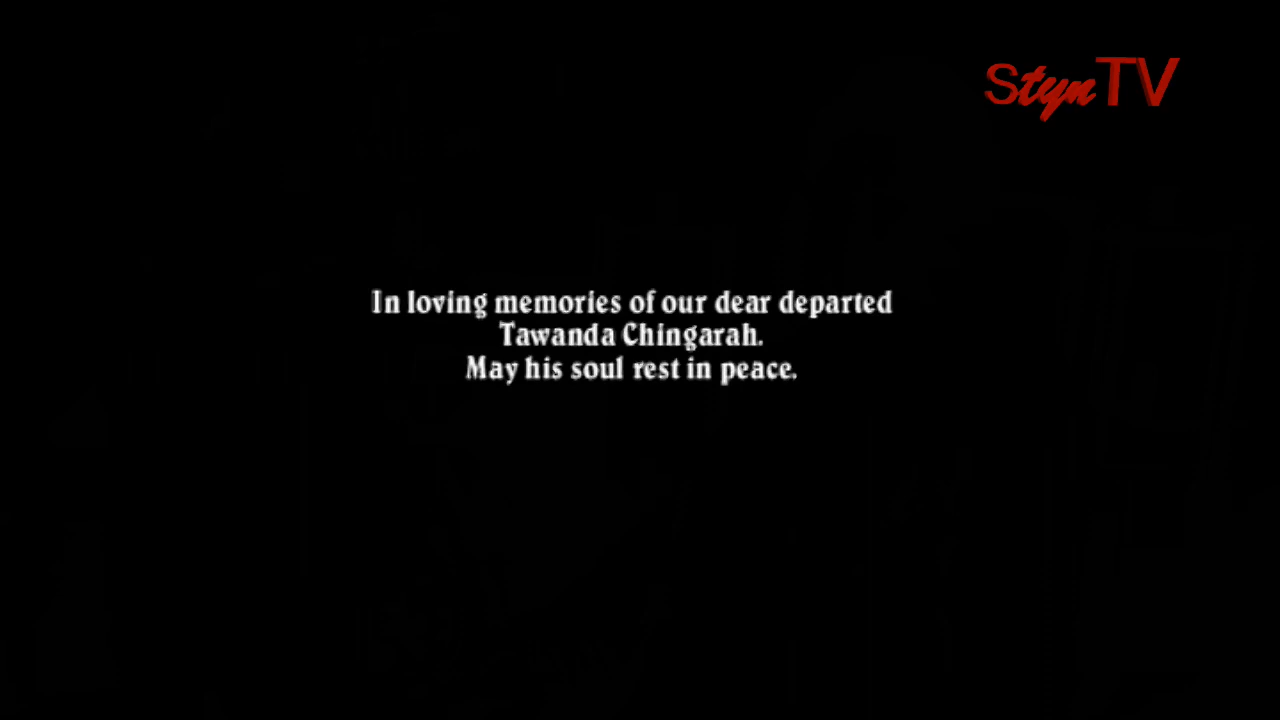 StynTV
In loving memories of our dear departed
Tawanda Chingarah.
May his soul rest in peace.